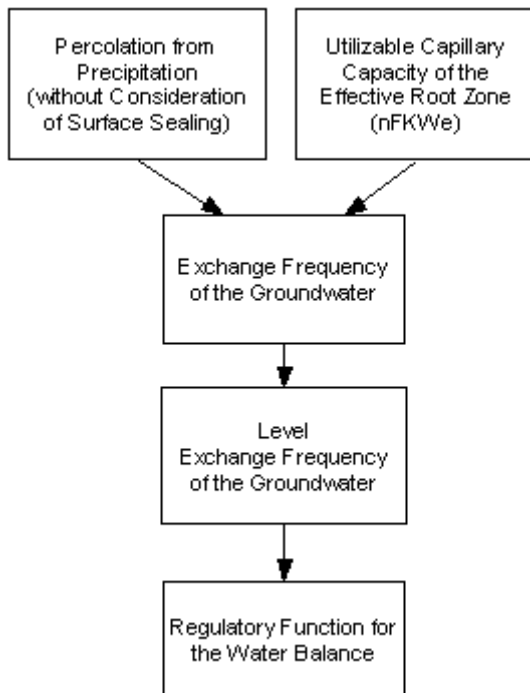 Percolation from
Precipitation
(without Consideration
of Surface Sealing)
Utilizable Capillary
Capacity of the
Effective Root Zone
(nFKWe)
Exchange Frequency
of the Groundwater
Level
Exchange Frequency
of the Groundwater
Regulatory Function for
the Water Balance